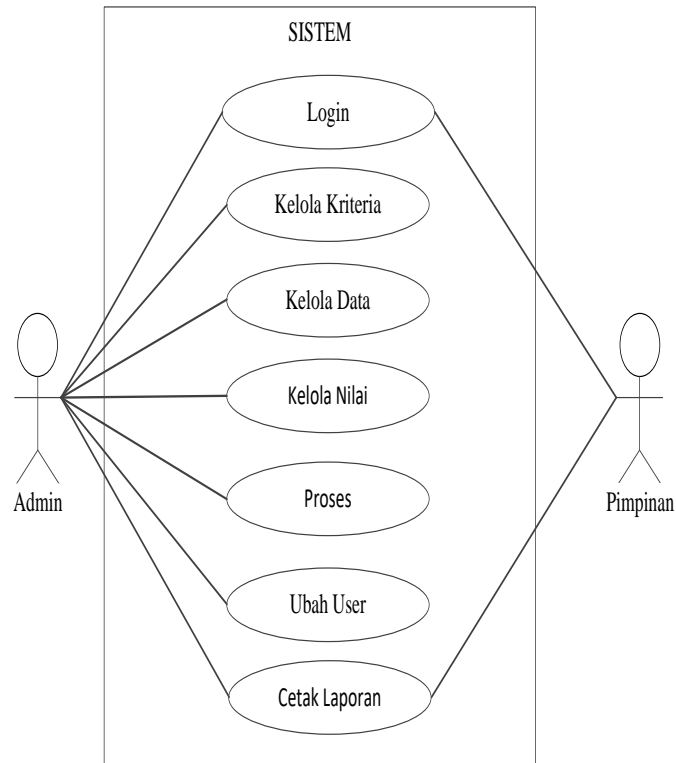 SISTEM
Login
Kelola Kriteria
Kelola Data
Kelola Nilai
Proses
Admin
Pimpinan
Ubah User
Cetak Laporan